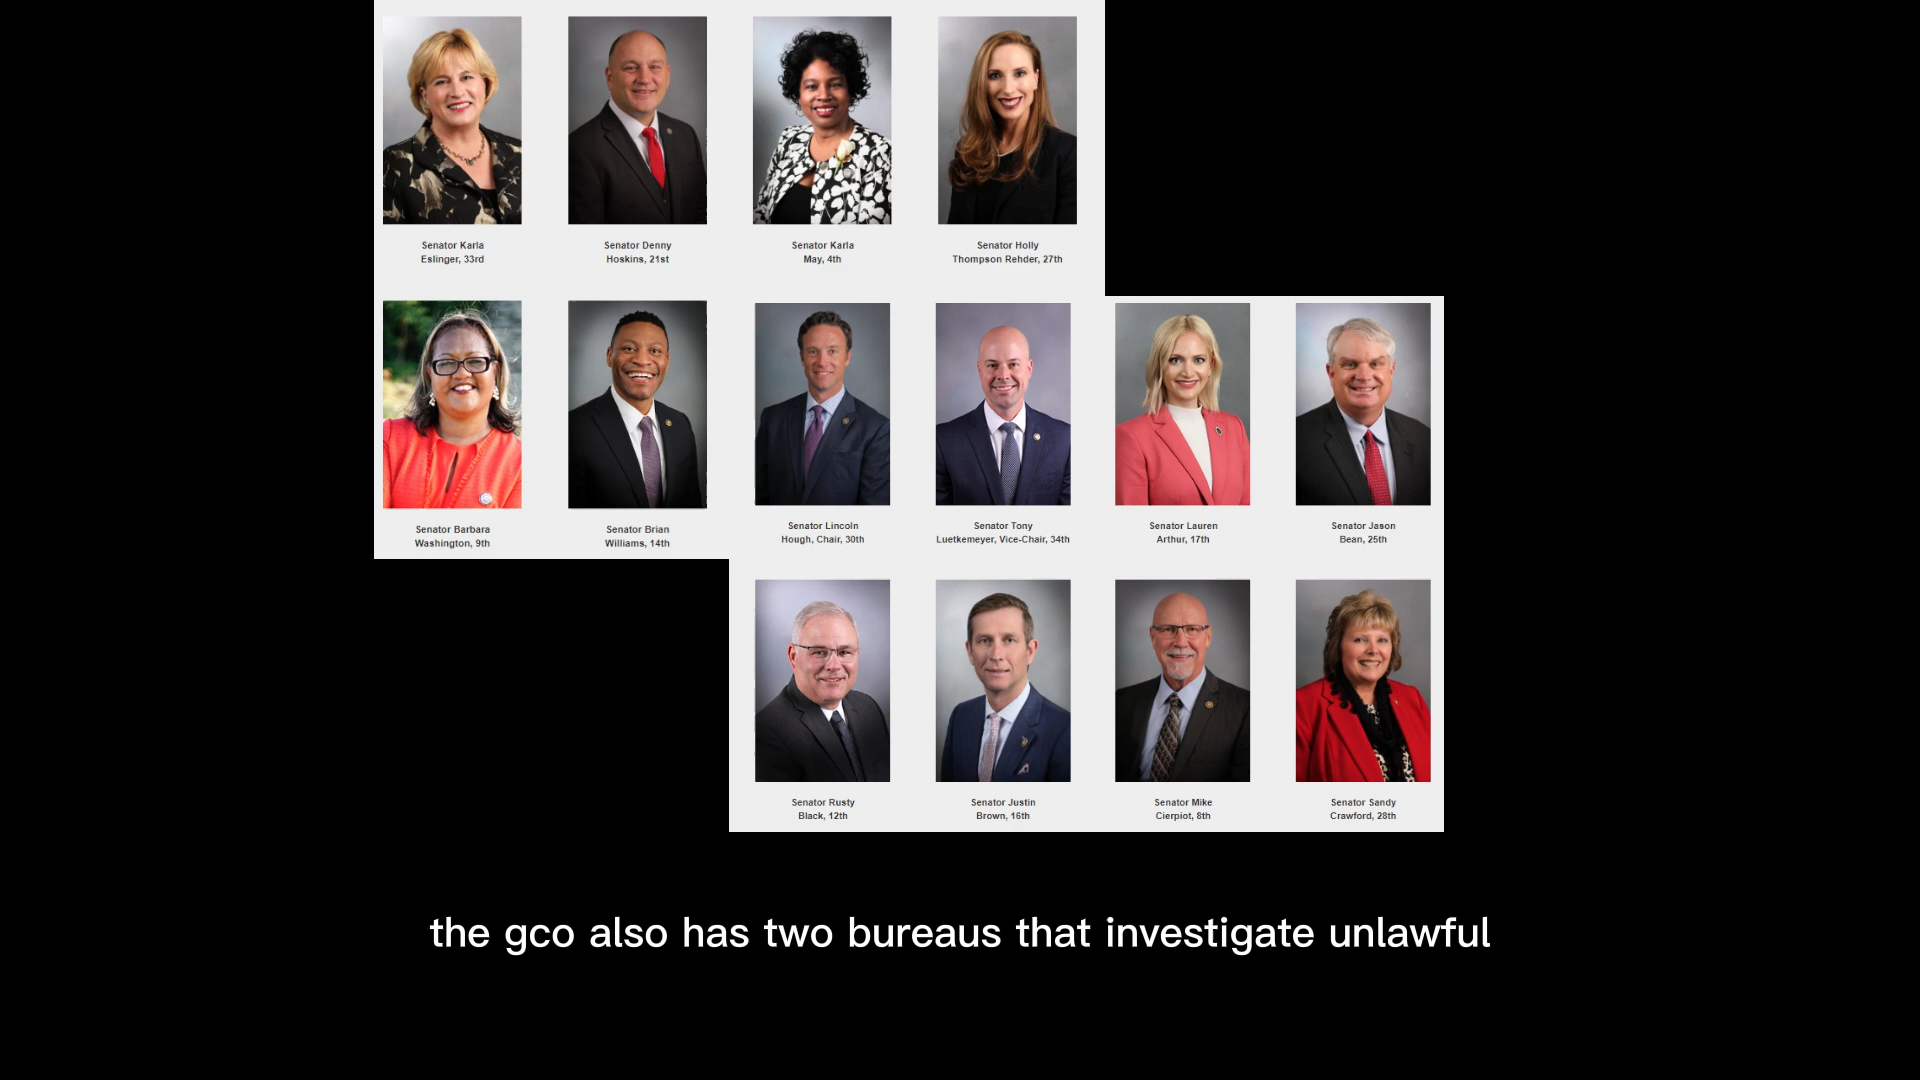 Senator Karla
Eslinger, 33rd
Senator Denny
Hoskins, 21st
Senator Karla
May, 4th
Senator Holly
Thompson Rehder, 27th
Senator Barbara
Washington, 9th
Senator Brian
Williams, 14th
Senator Lincoln
Hough, Chair, 30th
Senator Tony
Luetkemeyer, Vice-Chair, 34th
Senator Lauren
Arthur, 17th
Senator Jason
Bean, 25th
Senator Rusty
Black, 12th
Senator Justin
Brown, 16th
Senator Mike
Cierpiot, 8th
Senator Sandy
Crawford, 28th
the gco also has two bureaus that investigate unlawful